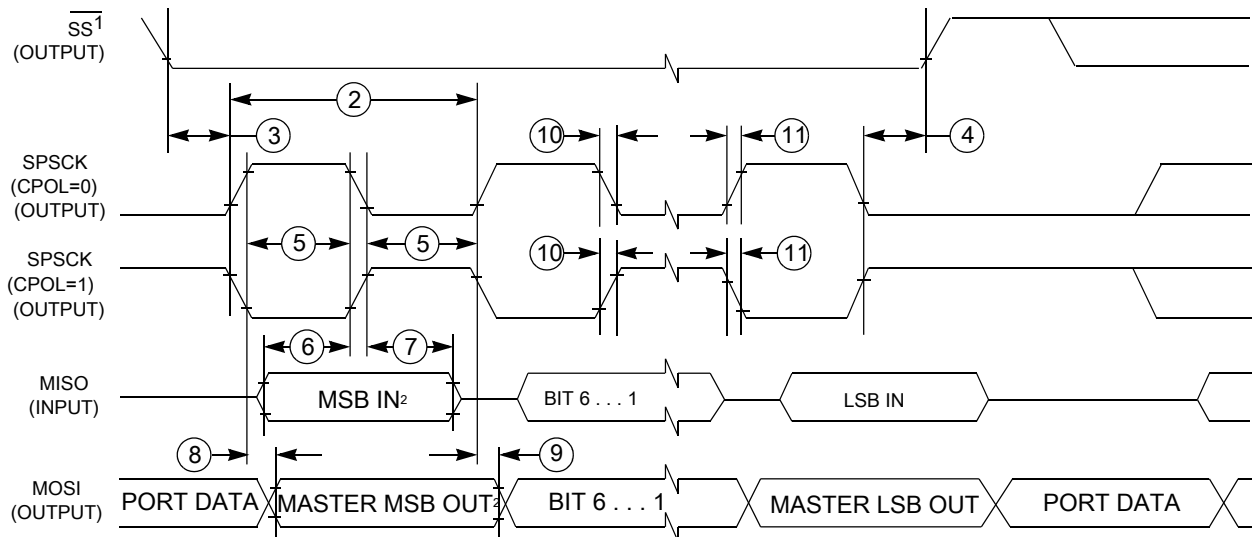 SS¹
(OUTPUT)
2
3
10
11
4
SPSCK
(CPOL=0)
(OUTPUT)
5
5
SPSCK
(CPOL=1)
(OUTPUT)
10
11
6
7
MISO
(INPUT)
MSB IN²
BIT 6 . . . 1
LSB IN
8
9
MOSI
(OUTPUT)
PORT DATA
MASTER MSB OUT²
BIT 6 . . . 1
MASTER LSB OUT
PORT DATA